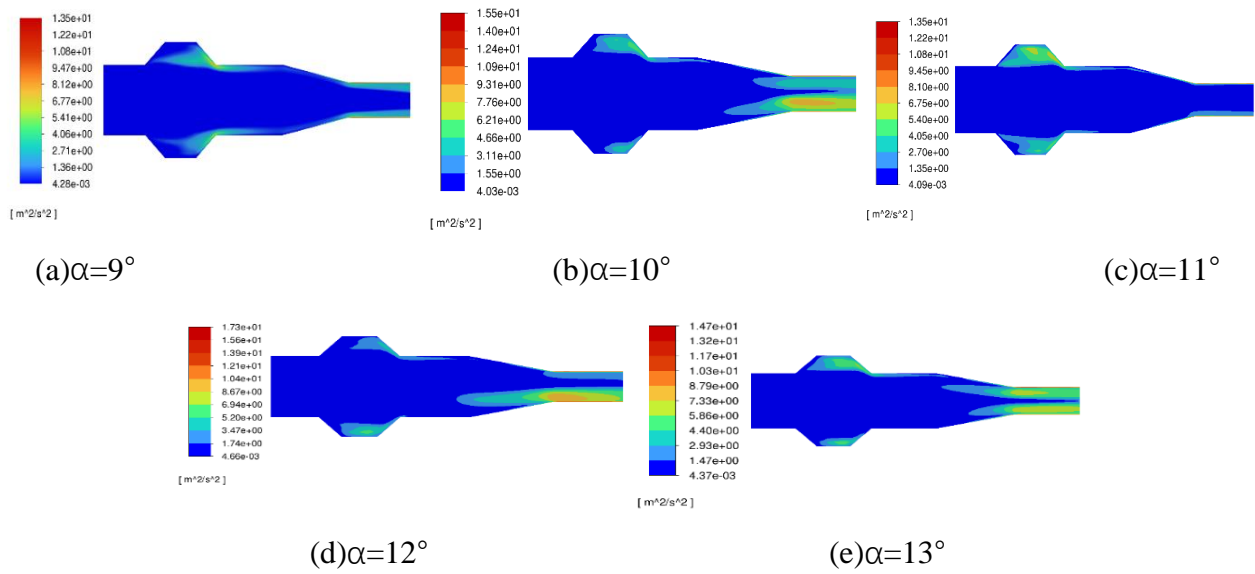 1.35e+01
1.22e+01
1.08e+01
9.47e+00
8.12e+00
6.77e+00
5.41e+00
4.06e+00
2.71e+00
1.36e+00
4.28e-03
[ m^2/s^2 ]
(a)α=9°
1.55e+01
1.40e+01
1.24e+01
1.09e+01
9.31e+00
7.76e+00
6.21e+00
4.66e+00
3.11e+00
1.55e+00
4.03e-03
[ m^2/s^2 ]
(b)α=10°
1.35e+01
1.22e+01
1.08e+01
9.45e+00
8.10e+00
6.75e+00
5.40e+00
4.05e+00
2.70e+00
1.35e+00
4.09e-03
[ m^2/s^2 ]
(c)α=11°
1.73e+01
1.56e+01
1.39e+01
1.21e+01
1.04e+01
8.67e+00
6.94e+00
5.20e+00
3.47e+00
1.74e+00
4.66e-03
[ m^2/s^2 ]
(d)α=12°
1.47e+01
1.32e+01
1.17e+01
1.03e+01
8.79e+00
7.33e+00
5.86e+00
4.40e+00
2.93e+00
1.47e+00
4.37e-03
[ m^2/s^2 ]
(e)α=13°